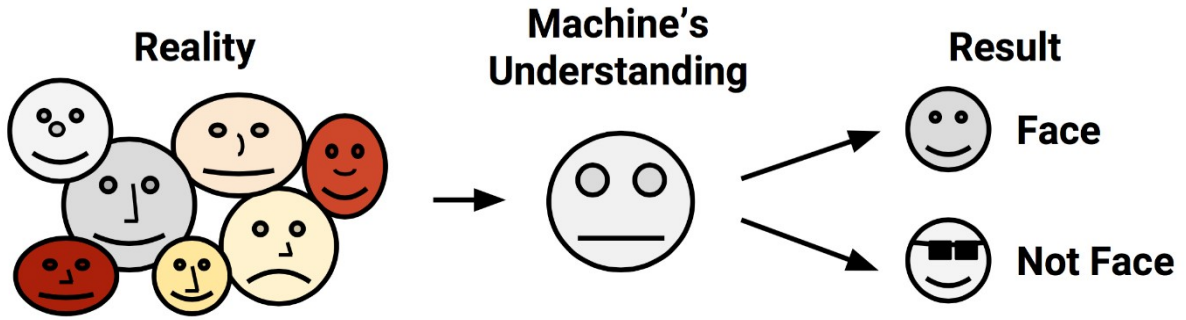 Reality
Machine’s
Understanding
Result
Face
Not Face